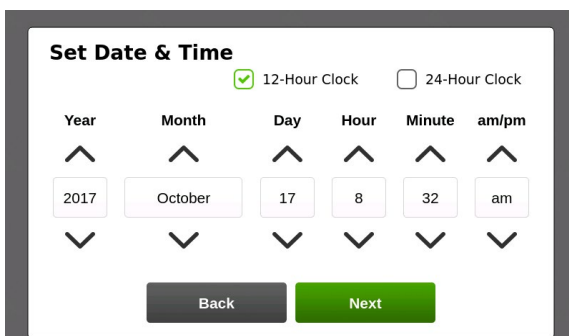 Set Date & Time
12-Hour Clock 24-Hour Clock
Year Month Day Hour Minute am/pm
2017 October 17 8 32 am
Back Next